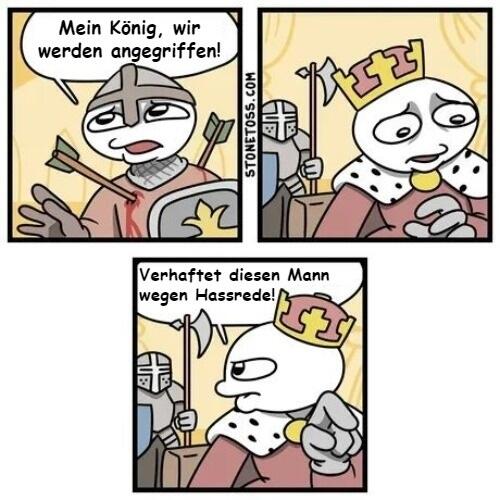 Mein König, wir
werden angegriffen!
STONETOSS.COM
Verhaftet diesen Mann
wegen Hassrede!